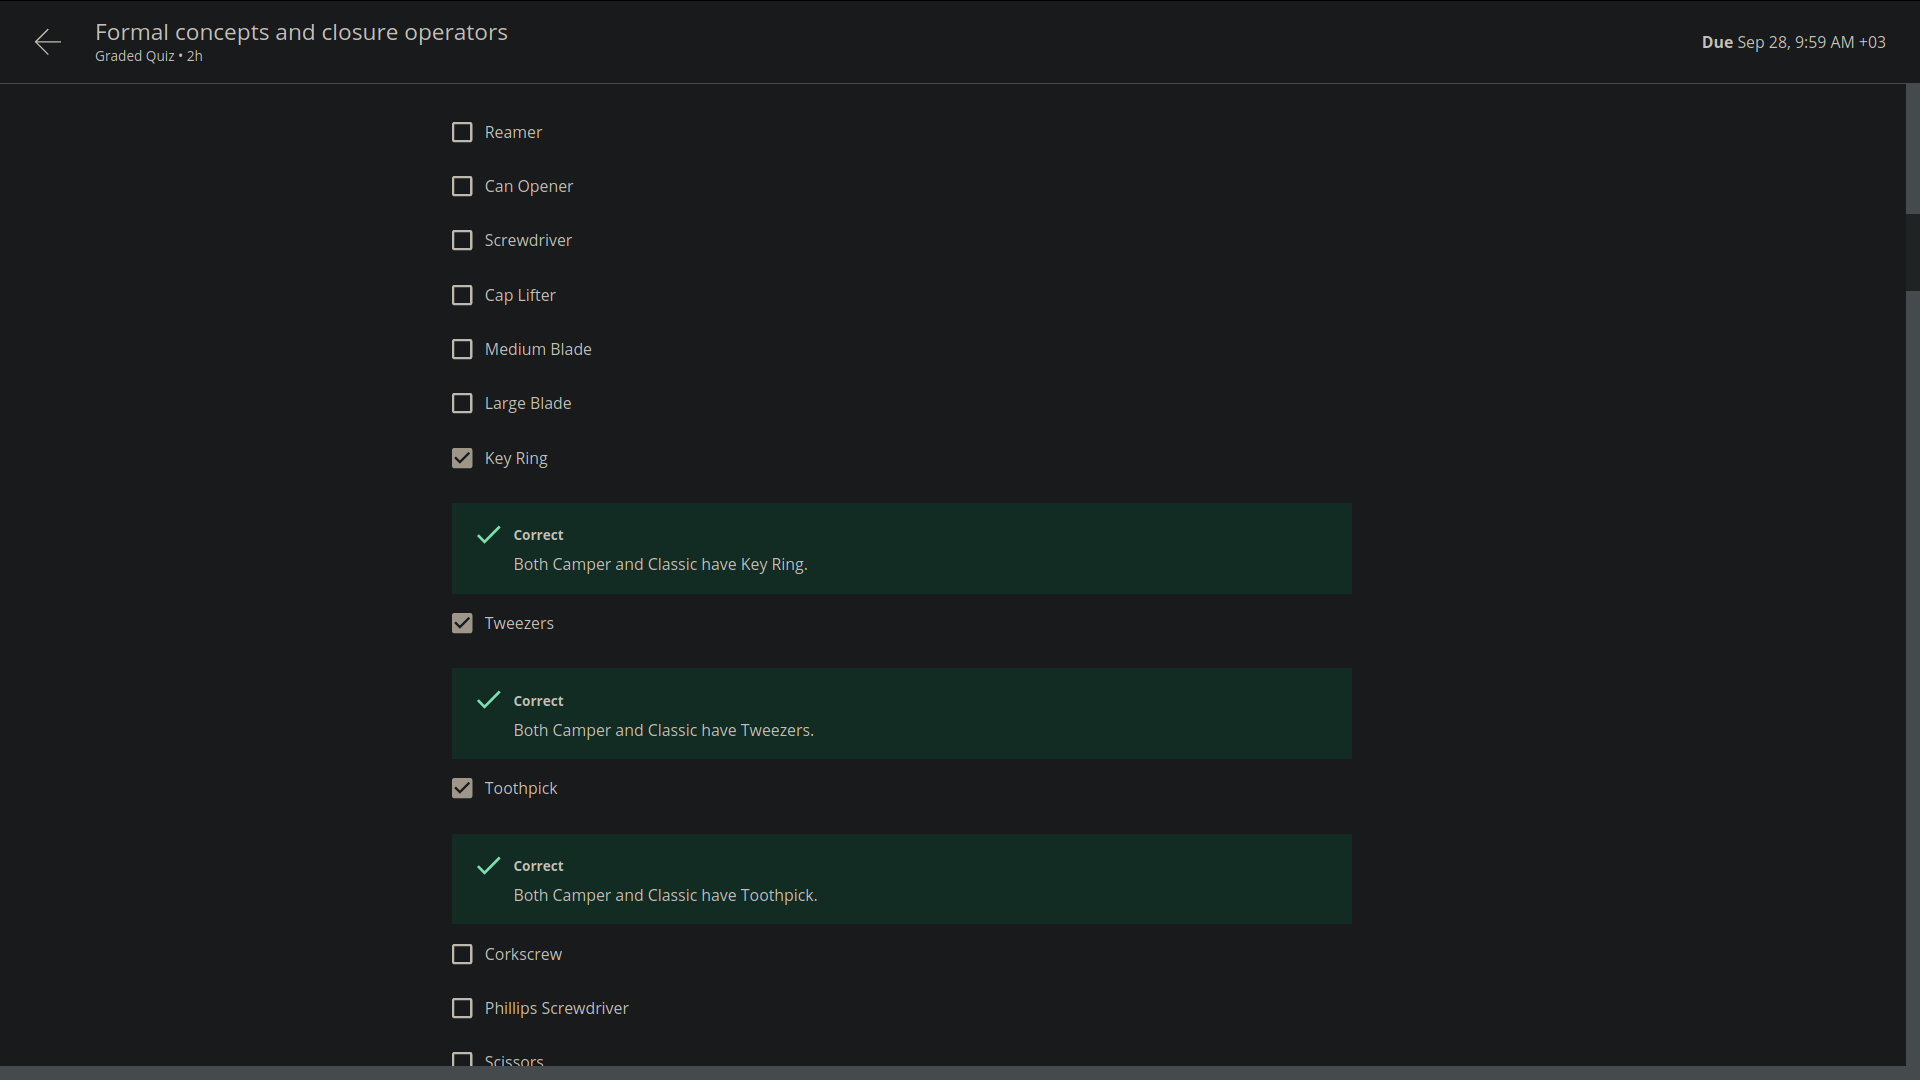 Formal concepts and closure operators
Graded Quiz • 2h
Due Sep 28, 9:59 AM +03
Reamer
Can Opener
Screwdriver
Cap Lifter
Medium Blade
Large Blade
Key Ring
Correct
Both Camper and Classic have Key Ring.
Tweezers
Correct
Both Camper and Classic have Tweezers.
Toothpick
Correct
Both Camper and Classic have Toothpick.
Corkscrew
Phillips Screwdriver
Scissors